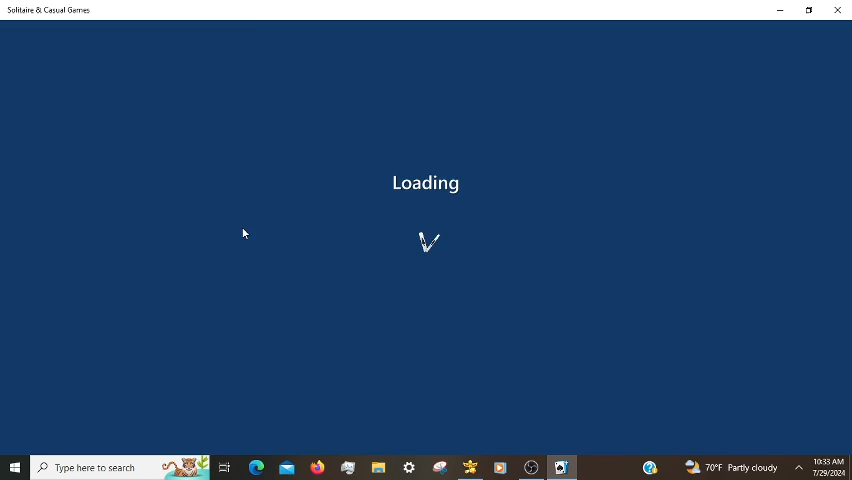 Solitaire & Casual Games
Loading
Type here to search
70°F Partly cloudy
10:33 AM
7/29/2024